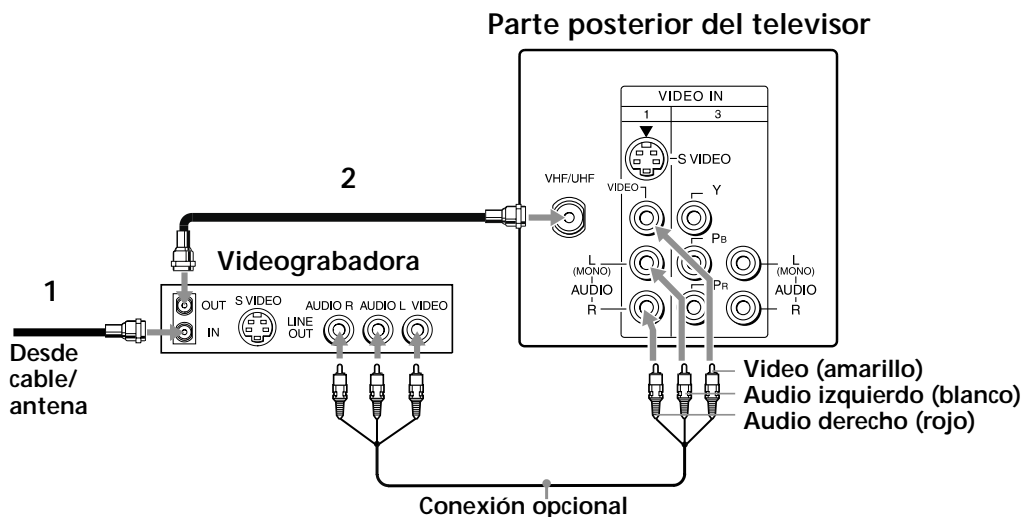 Parte posterior del televisor
VIDEO IN
1 3
S VIDEO
VHF/UHF
VIDEO
Y
PB
L
(MONO)
AUDIO
R
PR
L
(MONO)
AUDIO
R
2
Videograbadora
1
OUT
IN
S VIDEO
LINE
OUT
AUDIO R AUDIO L VIDEO
Desde
cable/
antena
Video (amarillo)
Audio izquierdo (blanco)
Audio derecho (rojo)
Conexión opcional